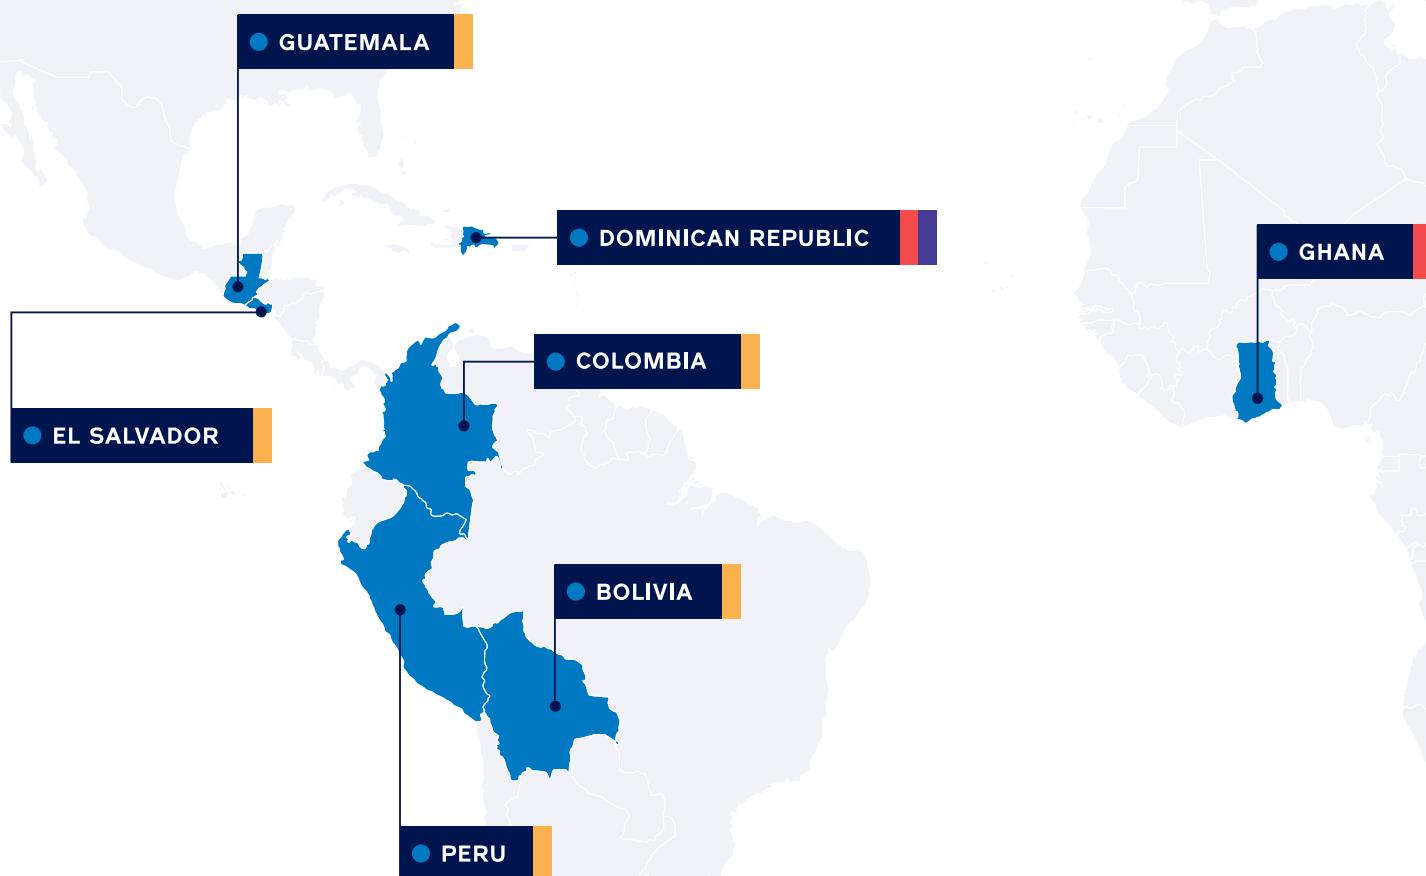 GUATEMALA
DOMINICAN REPUBLIC
GHANA
COLOMBIA
EL SALVADOR
BOLIVIA
PERU